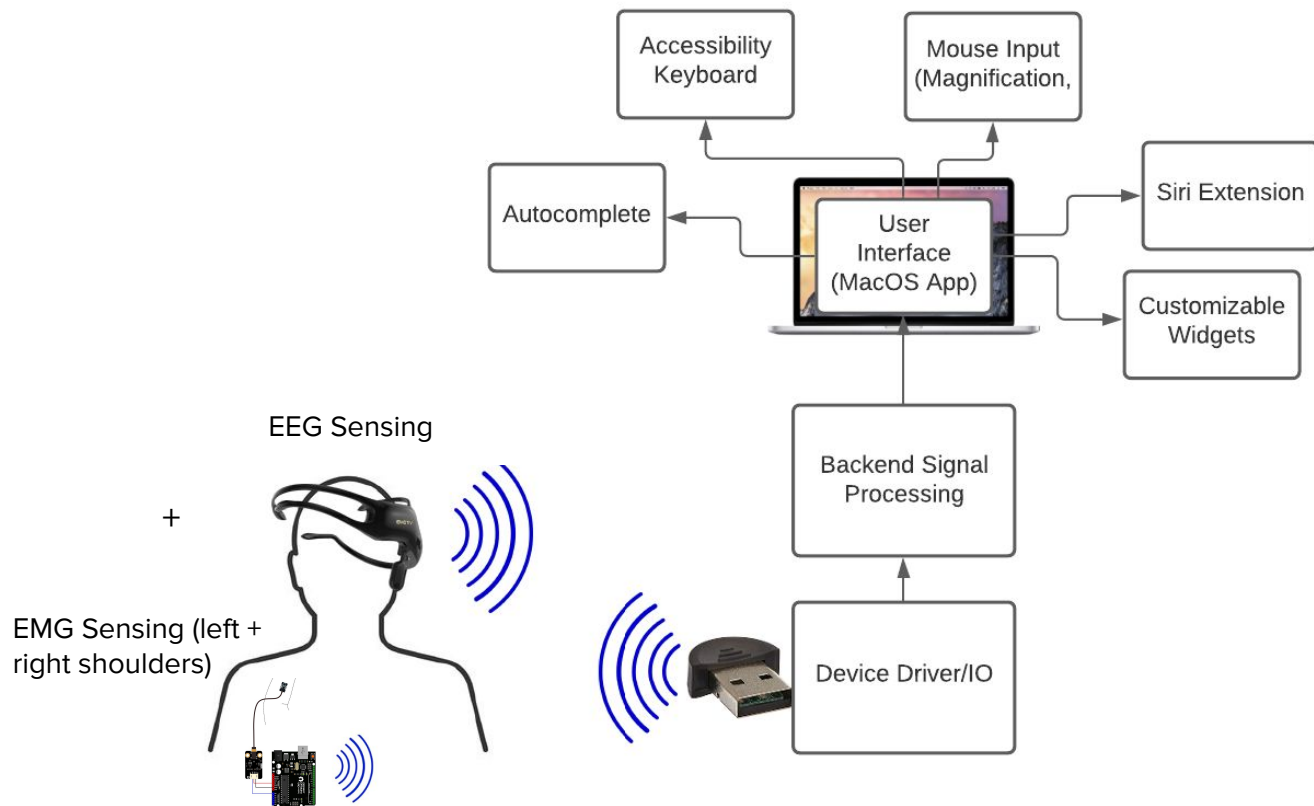 Accessibility
Keyboard
Mouse Input
(Magnification,
Autocomplete
User
Interface
(MacOS App)
Siri Extension
Customizable
Widgets
EEG Sensing
Backend Signal
Processing
+
EMG Sensing (left +
right shoulders)
Device Driver/IO